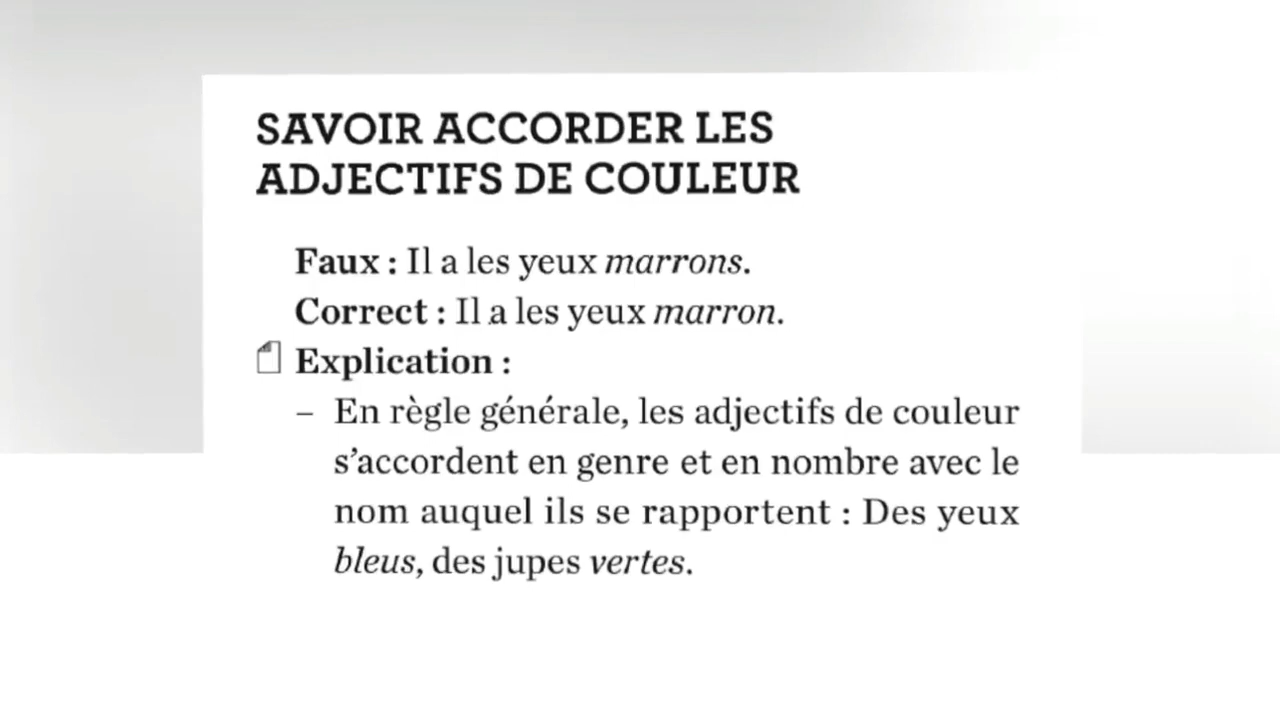 SAVOIR ACCORDER LES
ADJECTIFS DE COULEUR
Faux : Il a les yeux marrons.
Correct : Il a les yeux marron.
Explication :
– En règle générale, les adjectifs de couleur
s’accordent en genre et en nombre avec le
nom auquel ils se rapportent : Des yeux
bleus, des jupes vertes.